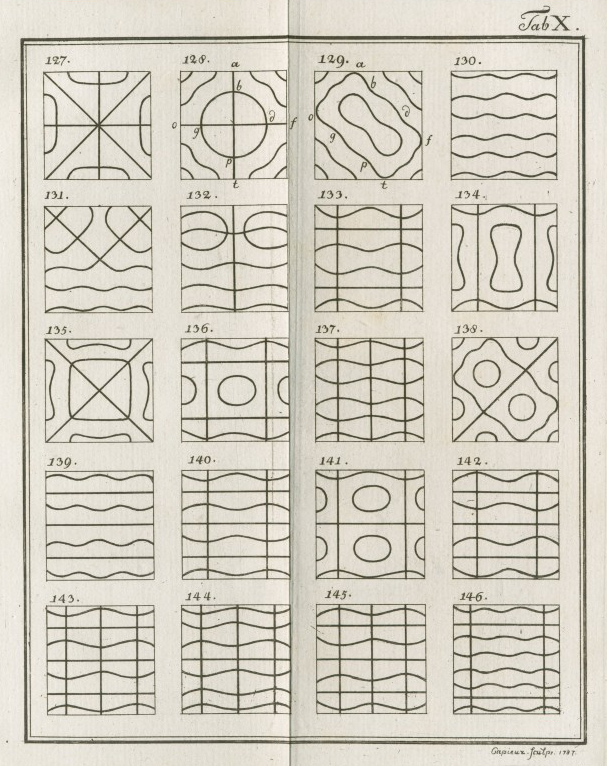 Tab X.
127. 128. 129. 130.
a b g d o f p t
a b g d o f p t
131. 132. 133. 134.
135. 136. 137. 138.
139. 140. 141. 142.
143. 144. 145. 146.
Capieux. sculps. 1787.